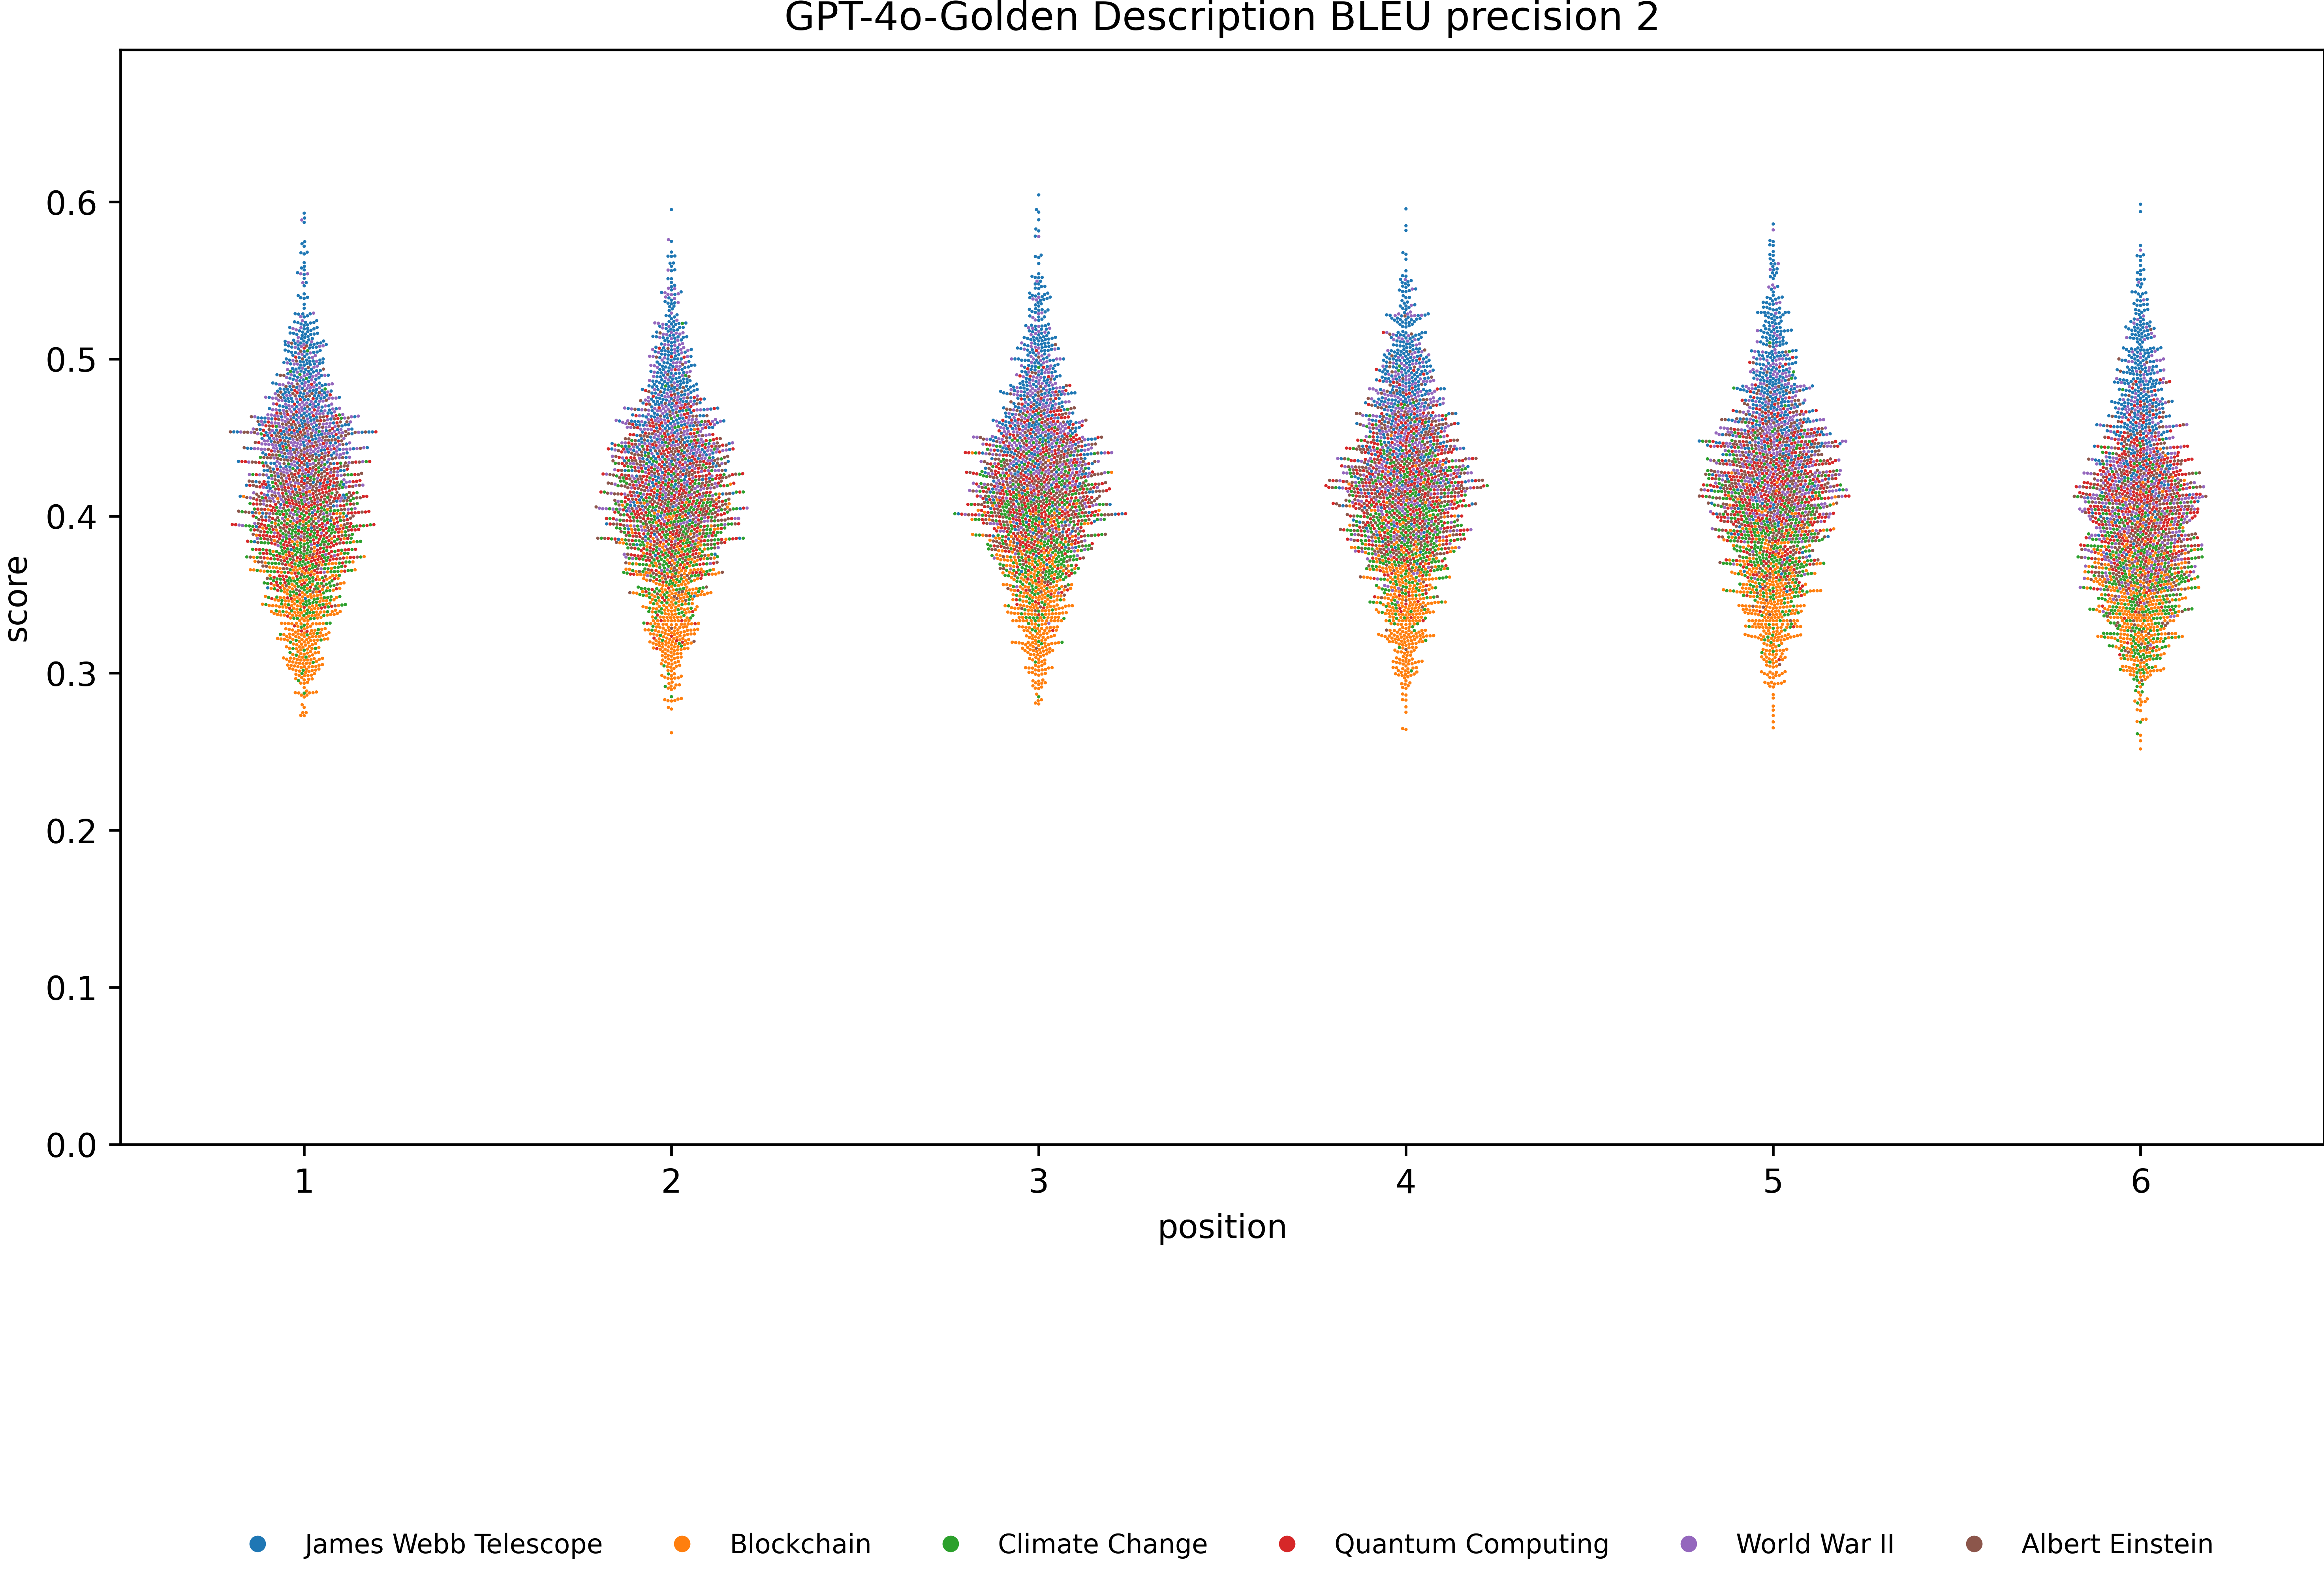 GPT-4o-Golden Description BLEU precision 2
score
0.6
0.5
0.4
0.3
0.2
0.1
0.0
1 2 3 4 5 6
position
James Webb Telescope Blockchain Climate Change Quantum Computing World War II Albert Einstein